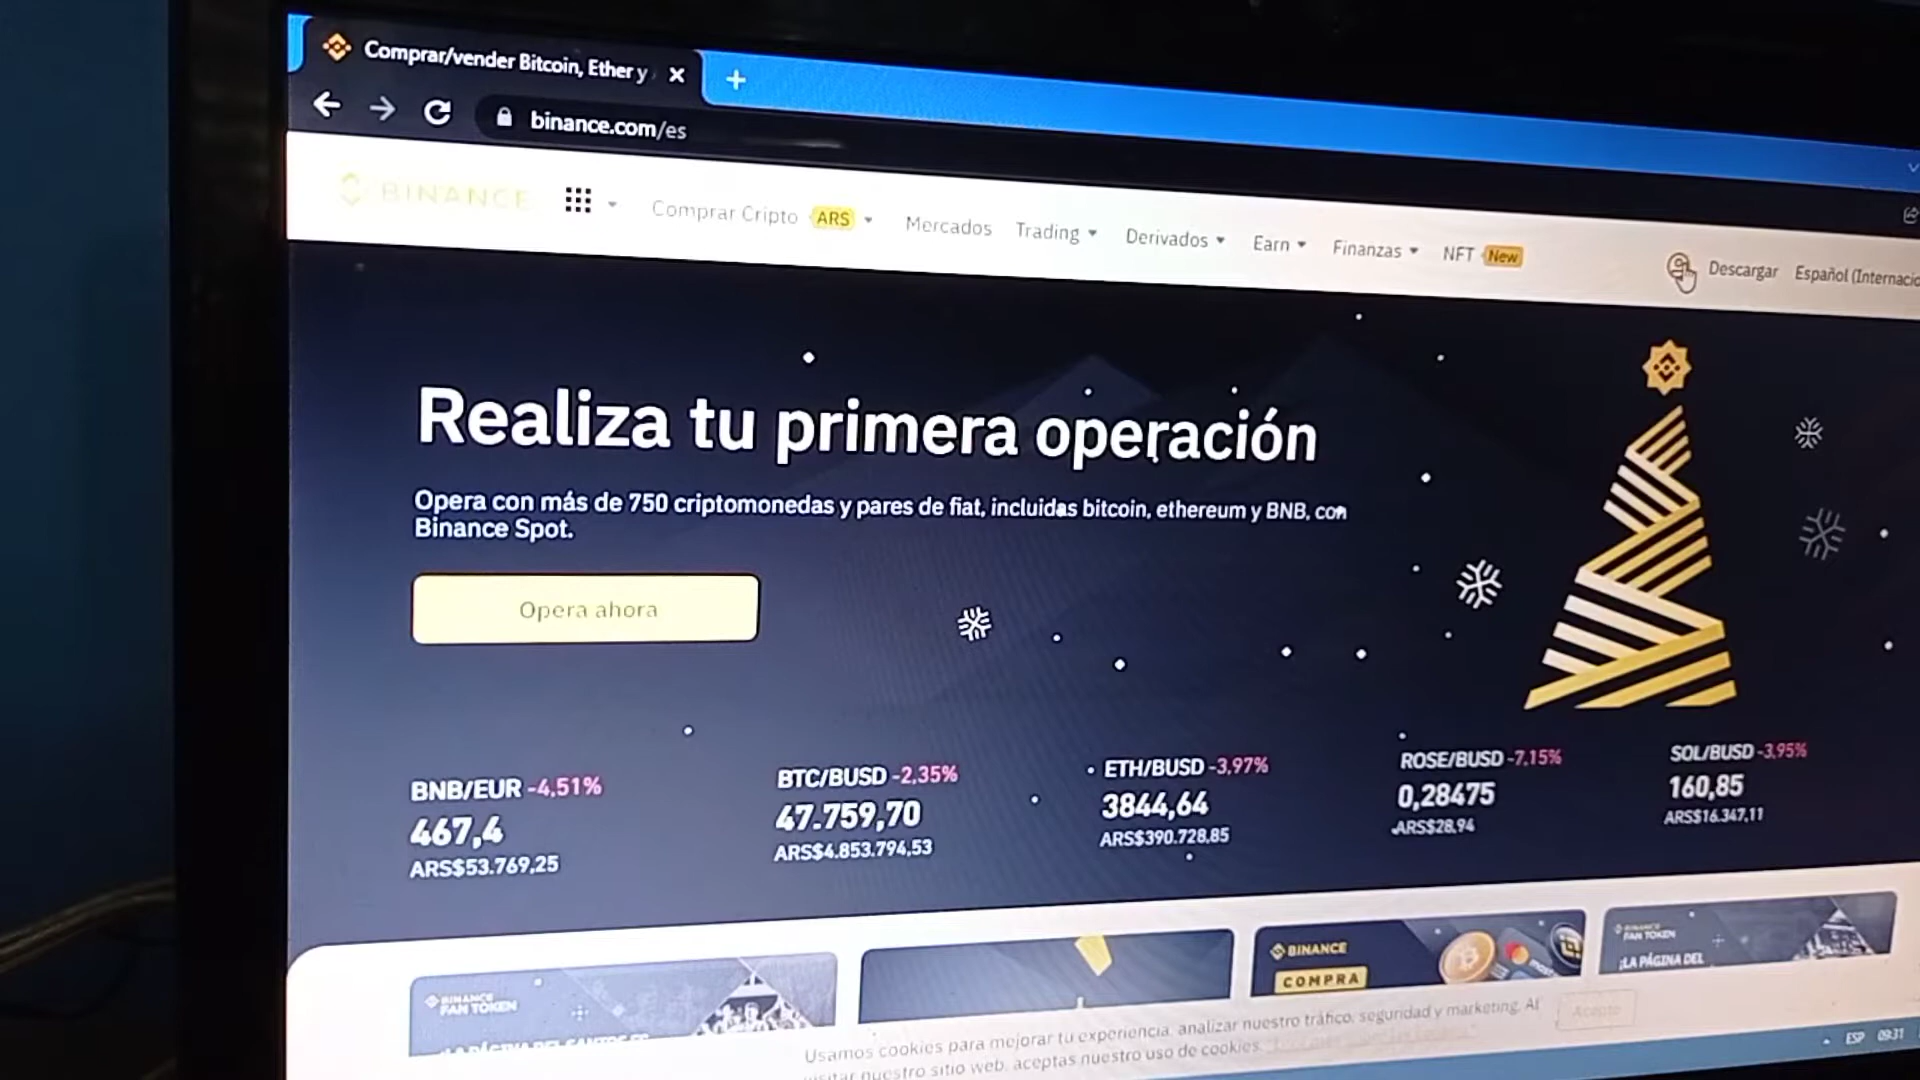 Comprar/vender Bitcoin, Ether y
binance.com/es
BINANCE
Comprar Cripto ARS
Mercados
Trading
Derivados
Earn
Finanzas
NFT New
Descargar
Español (Internacio
Realiza tu primera operación
Opera con más de 750 criptomonedas y pares de fiat, incluidas bitcoin, ethereum y BNB, con
Binance Spot.
Opera ahora
BNB/EUR -4,51%
467,4
ARS$53.769,25
BTC/BUSD -2,35%
47.759,70
ARS$4.853.794,53
ETH/BUSD -3,97%
3844,64
ARS$390.728,85
ROSE/BUSD -7,15%
0,28475
ARS$28,94
SOL/BUSD -3,95%
160,85
ARS$16.347,11
BINANCE
FAN TOKEN
BINANCE
COMPRA
BINANCE
FAN TOKEN
¡LA PÁGINA DEL
Usamos cookies para mejorar tu experiencia, analizar nuestro tráfico, seguridad y marketing. Al
visitar nuestro sitio web, aceptas nuestro uso de cookies.
Acepto
ESP 09:31